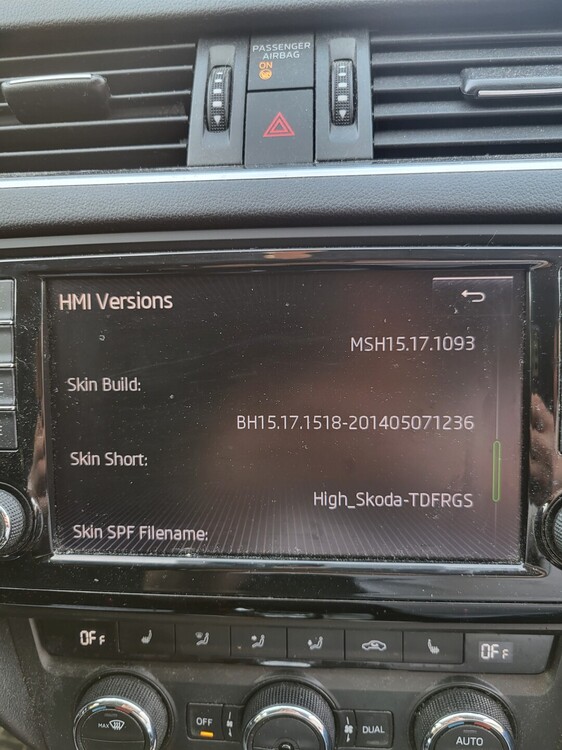 PASSENGER
AIRBAG
ON
HMI Versions
MSH15.17.1093
Skin Build:
BH15.17.1518-201405071236
Skin Short:
High_Skoda-TDFRGS
Skin SPF Filename:
OFF
OFF
MAX
OFF
DUAL
AUTO